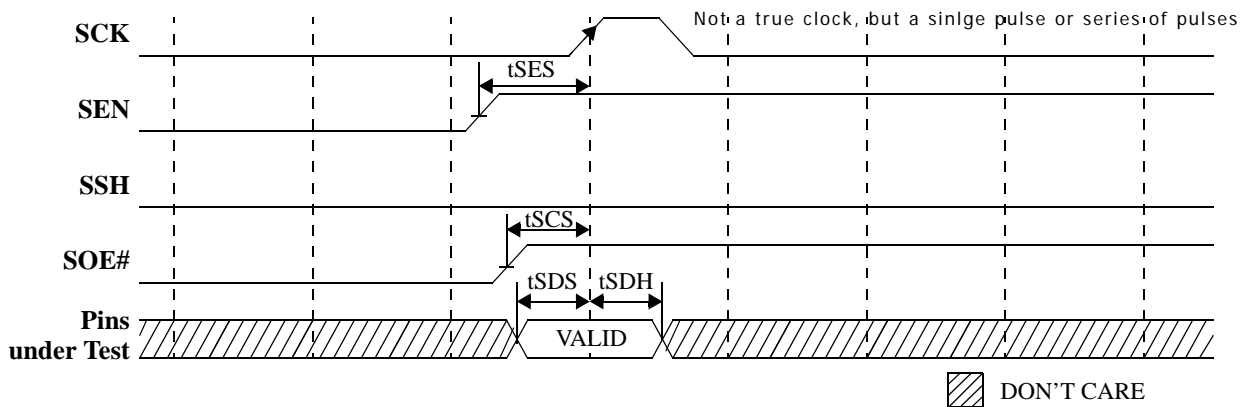 Not a true clock, but a sinlge pulse or series of pulses
SCK
tSES
SEN
SSH
tSCS
SOE#
tSDS tSDH
Pins
under Test
VALID
DON'T CARE